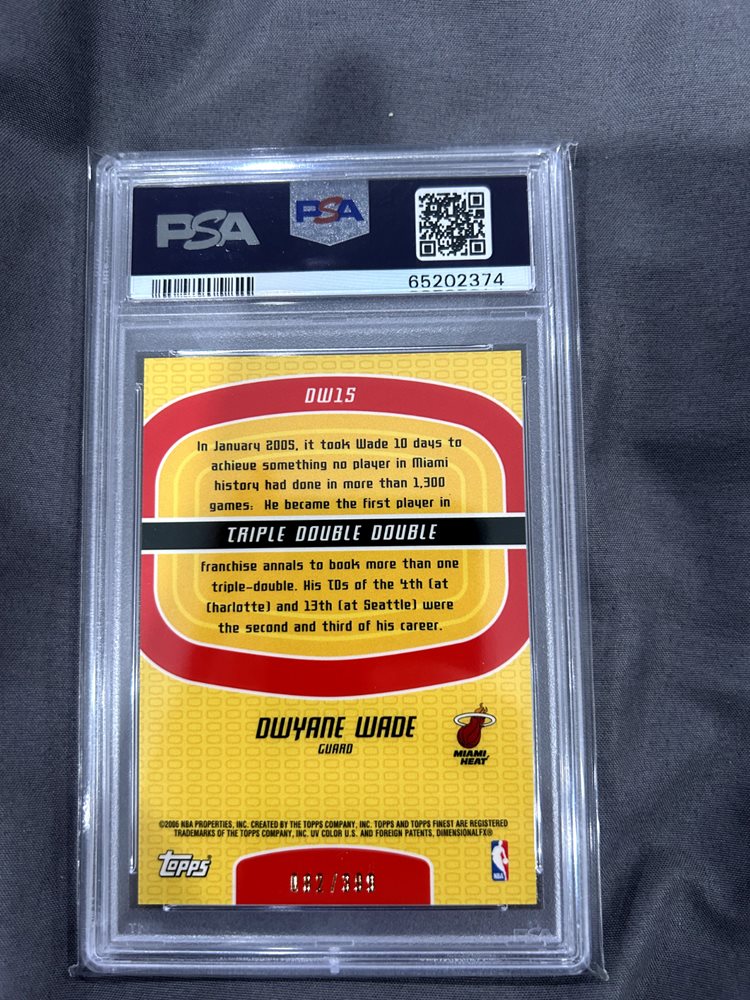 PSA
PSA
65202374
DW15
In January 2005, it took Wade 10 days to
achieve something no player in Miami
history had done in more than 1,300
games: He became the first player in
TRIPLE DOUBLE DOUBLE
franchise annals to book more than one
triple-double. His TDs of the 4th (at
Charlotte) and 13th (at Seattle) were
the second and third of his career.
DWYANE WADE
GUARD
MIAMI
HEAT
©2006 NBA PROPERTIES, INC. CREATED BY THE TOPPS COMPANY, INC. TOPPS AND TOPPS FINEST ARE REGISTERED
TRADEMARKS OF THE TOPPS COMPANY, INC. UV COLOR U.S. AND FOREIGN PATENTS, DIMENSIONALFX®
topps
NBA
082/399
PSA